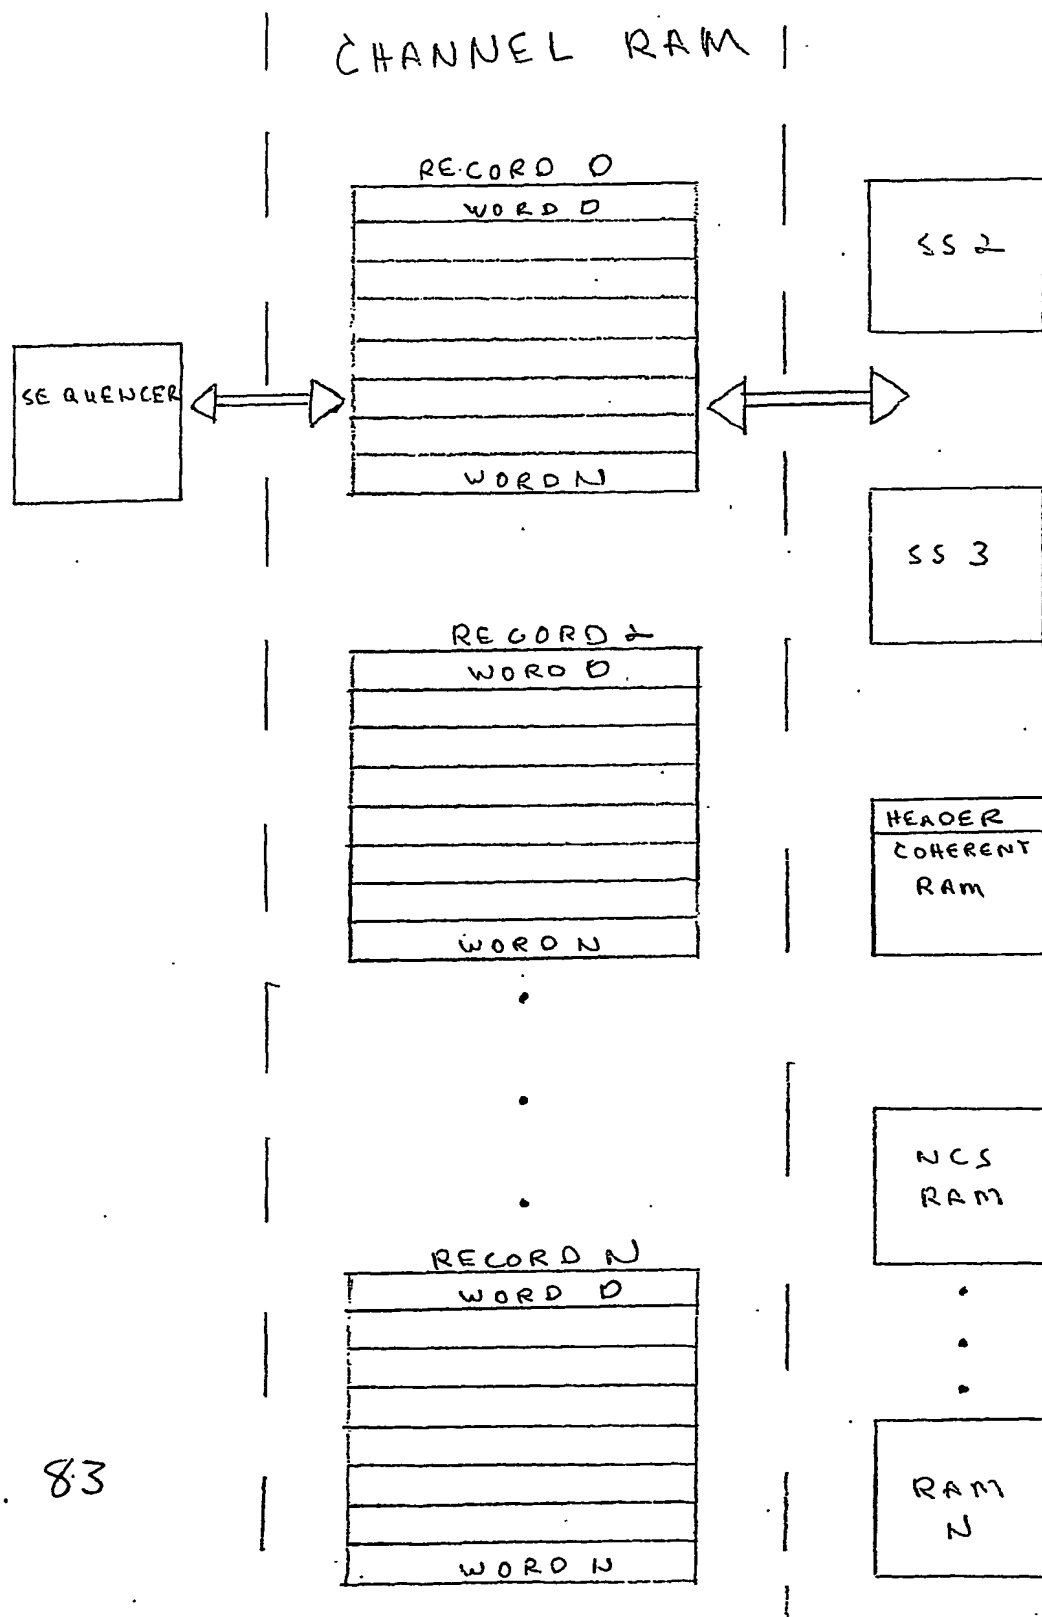 CHANNEL RAM
RECORD 0
WORD 0
WORD N
SEQUENCER
RECORD 2
WORD 0
WORD N
RECORD N
WORD 0
WORD N
SS 2
SS 3
HEADER
COHERENT
RAM
NCS
RAM
RAM
N
83